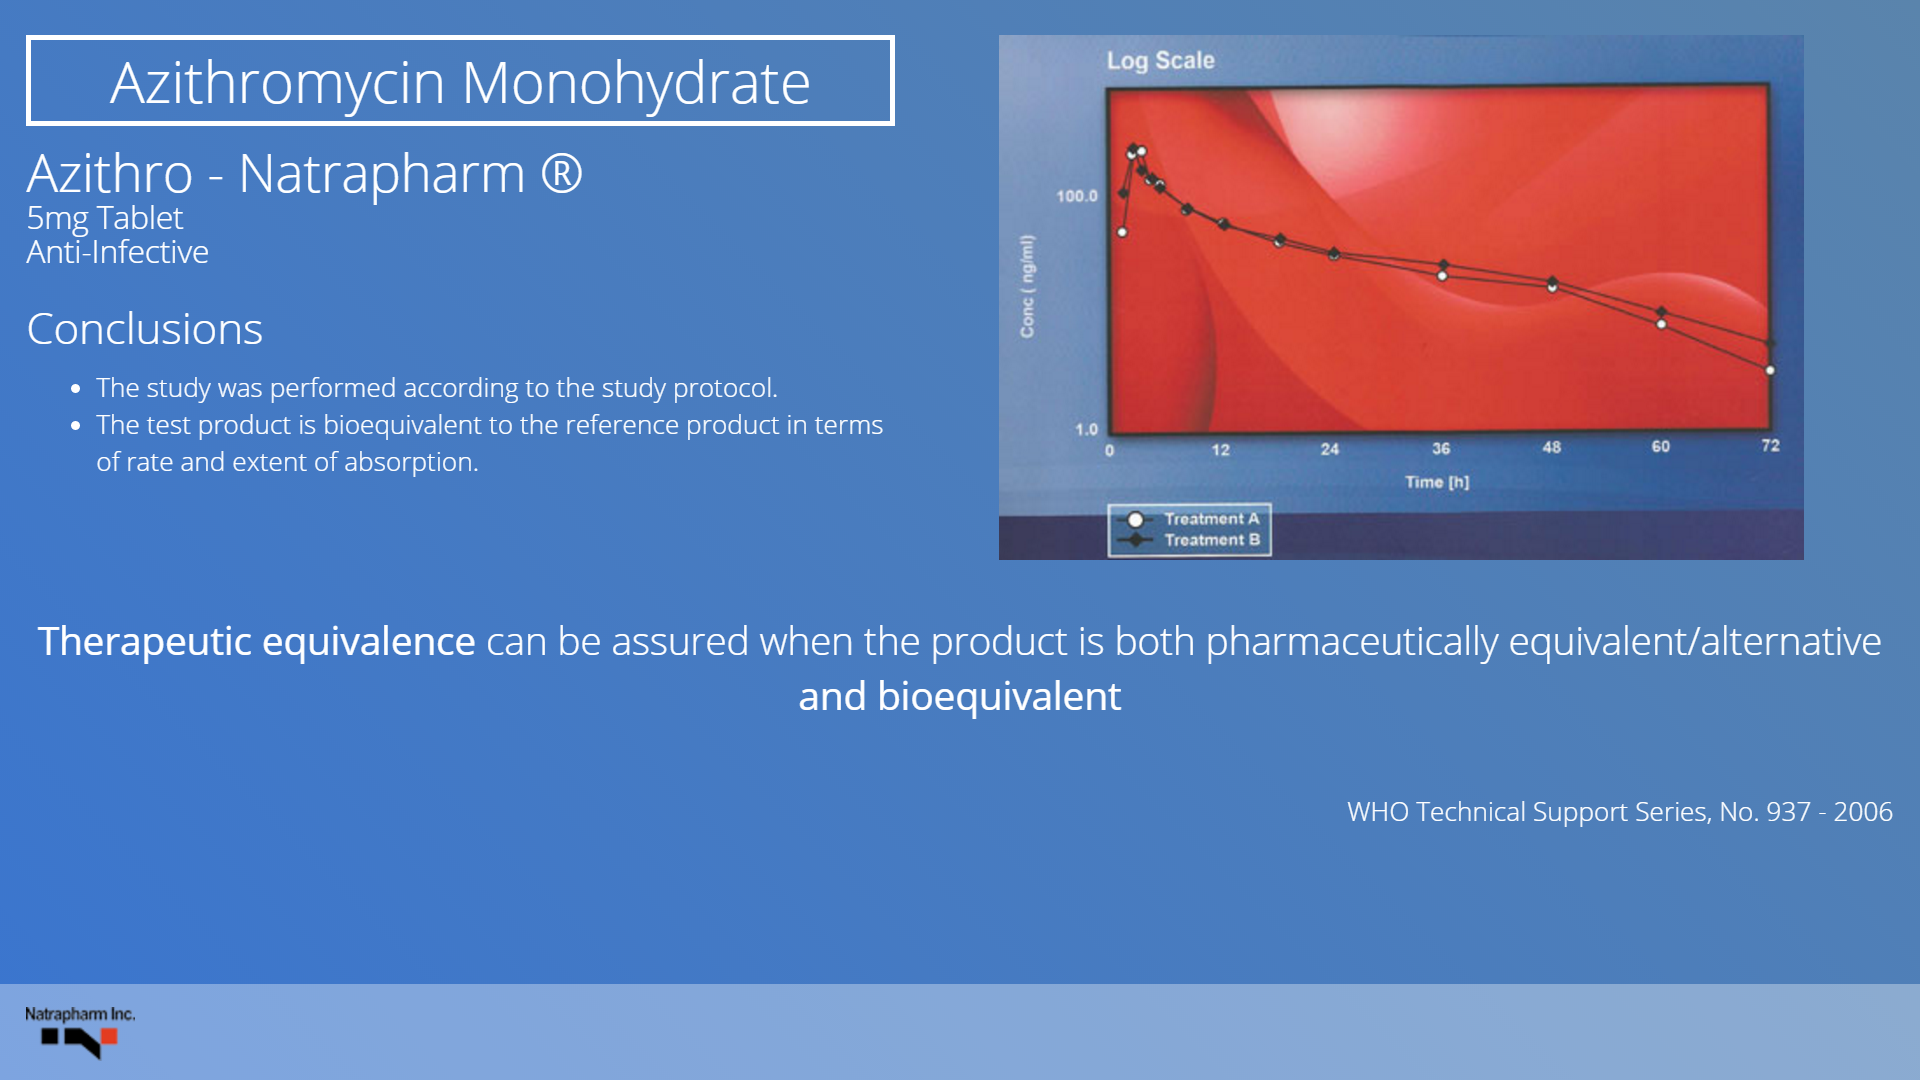 Azithromycin Monohydrate
Azithro - Natrapharm ®
5mg Tablet
Anti-Infective
Conclusions
• The study was performed according to the study protocol.
• The test product is bioequivalent to the reference product in terms
of rate and extent of absorption.
Log Scale
100.0
Conc ( ng/ml)
1.0
0 12 24 36 48 60 72
Time [h]
Treatment A
Treatment B
Therapeutic equivalence can be assured when the product is both pharmaceutically equivalent/alternative
and bioequivalent
WHO Technical Support Series, No. 937 - 2006
Natrapharm Inc.